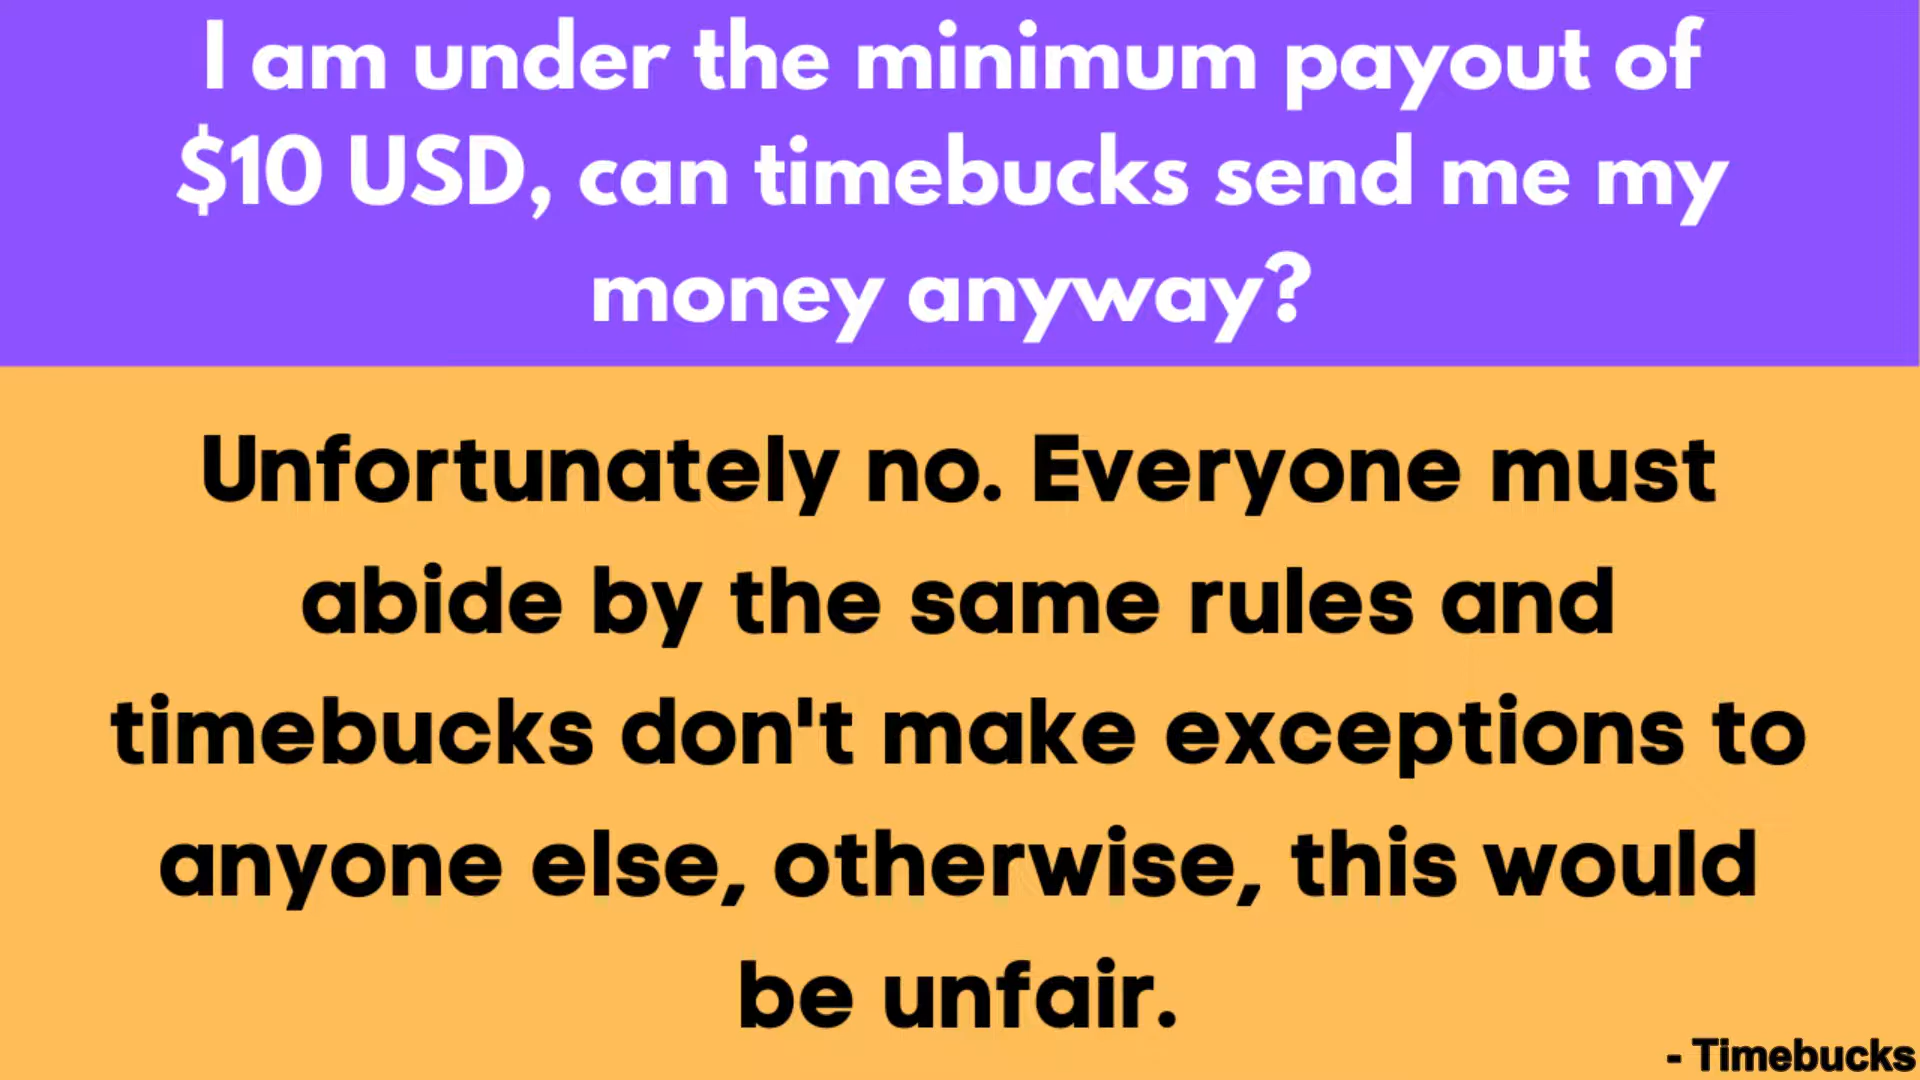 I am under the minimum payout of
$10 USD, can timebucks send me my
money anyway?
Unfortunately no. Everyone must
abide by the same rules and
timebucks don't make exceptions to
anyone else, otherwise, this would
be unfair.
- Timebucks